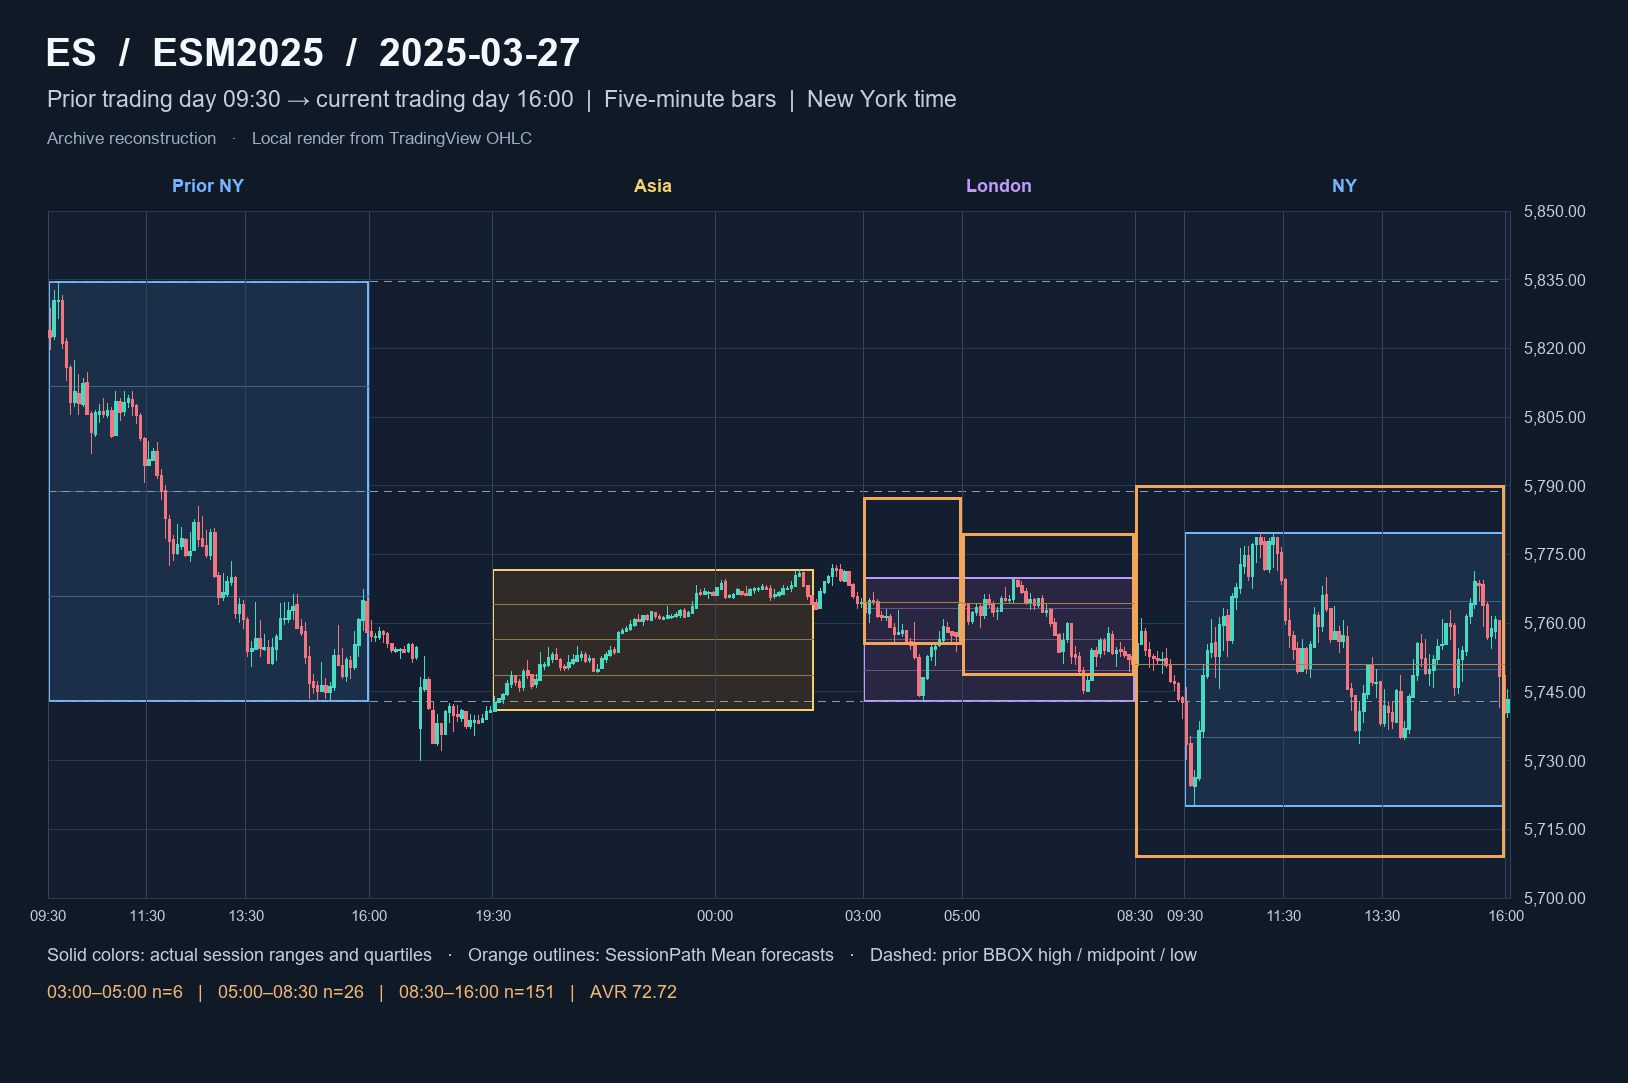 ES / ESM2025 / 2025-03-27
Prior trading day 09:30 → current trading day 16:00 | Five-minute bars | New York time
Archive reconstruction · Local render from TradingView OHLC
Prior NY Asia London NY
5,850.00
5,835.00
5,820.00
5,805.00
5,790.00
5,775.00
5,760.00
5,745.00
5,730.00
5,715.00
5,700.00
09:30 11:30 13:30 16:00 19:30 00:00 03:00 05:00 08:30 09:30 11:30 13:30 16:00
Solid colors: actual session ranges and quartiles · Orange outlines: SessionPath Mean forecasts · Dashed: prior BBOX high / midpoint / low
03:00–05:00 n=6 | 05:00–08:30 n=26 | 08:30–16:00 n=151 | AVR 72.72